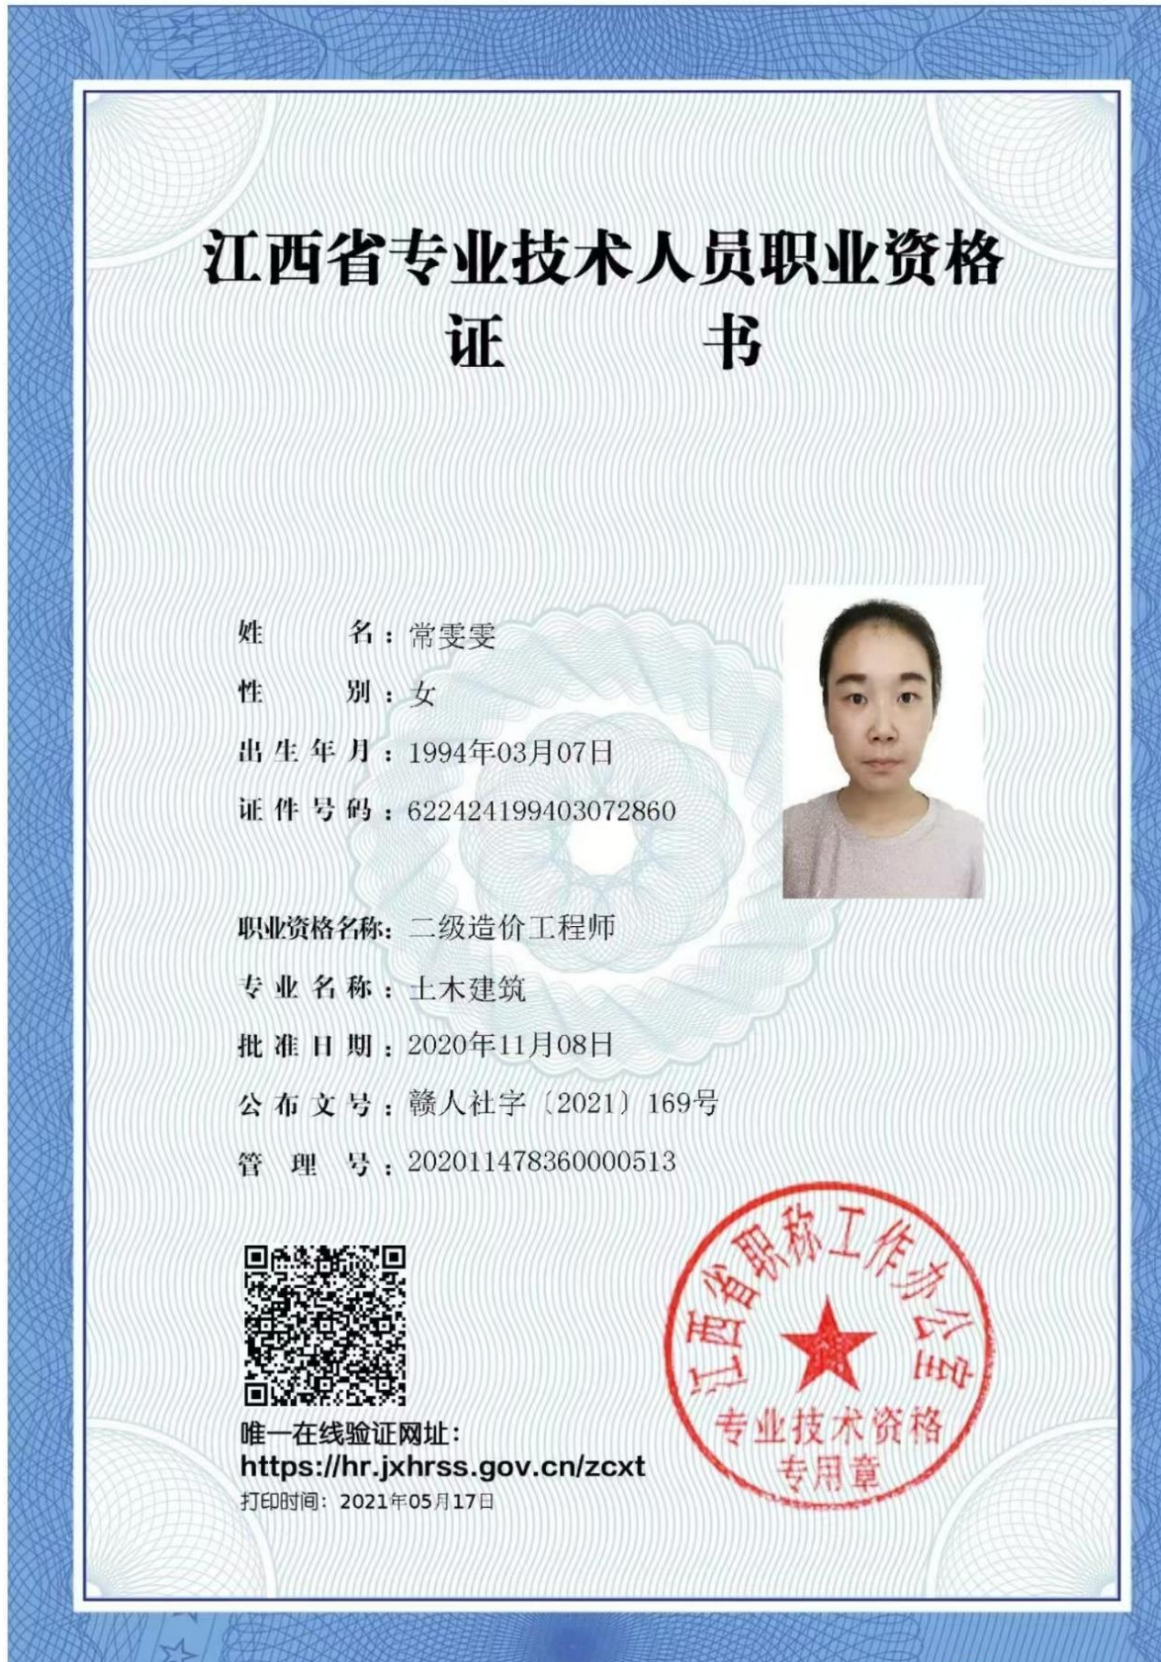 江西省专业技术人员职业资格
证 书
姓 名：常雯雯
性 别：女
出生年月：1994年03月07日
证件号码：622424199403072860
职业资格名称：二级造价工程师
专业名称：土木建筑
批准日期：2020年11月08日
公布文号：赣人社字〔2021〕169号
管 理 号：202011478360000513
江西省职称工作办公室
专业技术资格
专用章
唯一在线验证网址：
https://hr.jxhrss.gov.cn/zcxt
打印时间：2021年05月17日